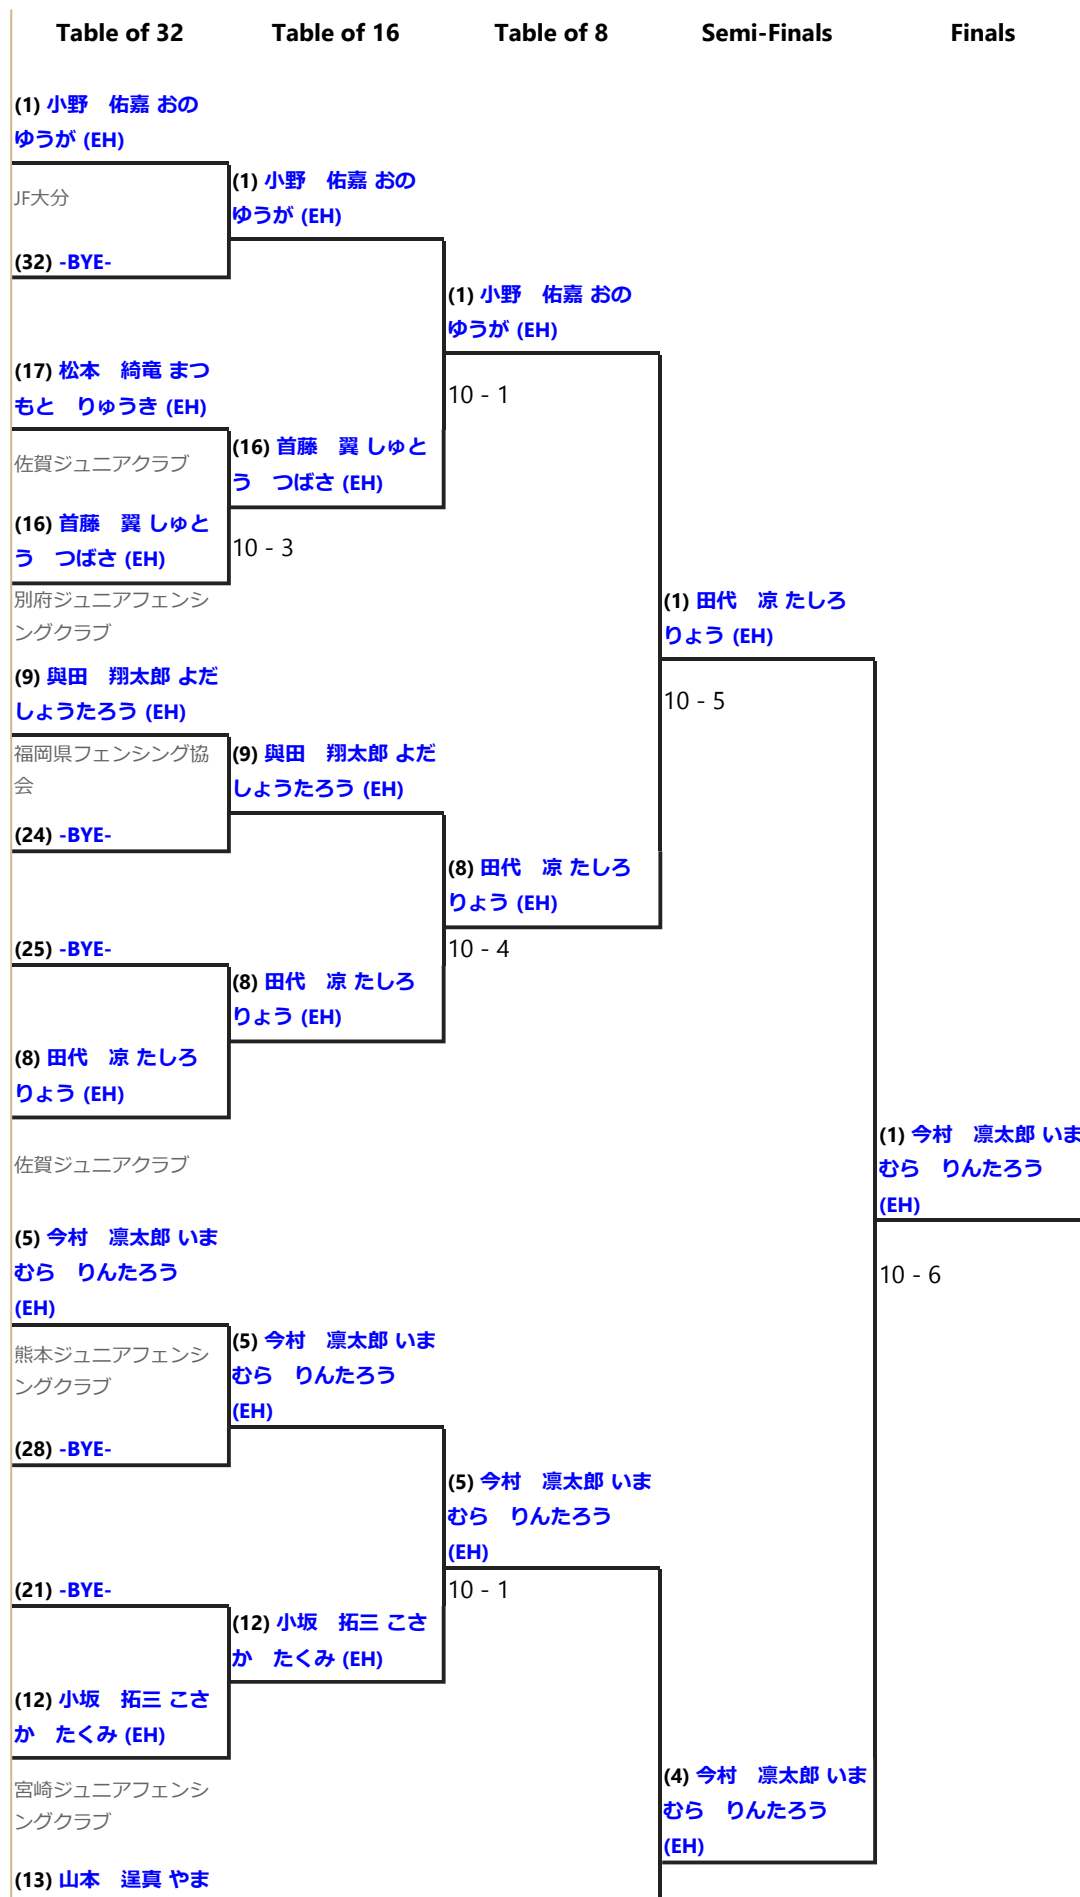 Table of 32
Table of 16
Table of 8
Semi-Finals
Finals
(1) 小野　佑嘉 おの
ゆうが (EH)
JF大分
(32) -BYE-
(17) 松本　綺竜 まつ
もと　りゅうき (EH)
佐賀ジュニアクラブ
(16) 首藤　翼 しゅと
う　つばさ (EH)
別府ジュニアフェンシ
ングクラブ
(9) 與田　翔太郎 よだ
しょうたろう (EH)
福岡県フェンシング協
会
(24) -BYE-
(25) -BYE-
(8) 田代　凉 たしろ
りょう (EH)
佐賀ジュニアクラブ
(5) 今村　凛太郎 いま
むら　りんたろう
(EH)
熊本ジュニアフェンシ
ングクラブ
(28) -BYE-
(21) -BYE-
(12) 小坂　拓三 こさ
か　たくみ (EH)
宮崎ジュニアフェンシ
ングクラブ
(13) 山本　逞真 やま
(1) 小野　佑嘉 おの
ゆうが (EH)
(16) 首藤　翼 しゅと
う　つばさ (EH)
10 - 3
(9) 與田　翔太郎 よだ
しょうたろう (EH)
(8) 田代　凉 たしろ
りょう (EH)
(5) 今村　凛太郎 いま
むら　りんたろう
(EH)
(12) 小坂　拓三 こさ
か　たくみ (EH)
(1) 小野　佑嘉 おの
ゆうが (EH)
10 - 1
(8) 田代　凉 たしろ
りょう (EH)
10 - 4
(5) 今村　凛太郎 いま
むら　りんたろう
(EH)
10 - 1
(1) 田代　凉 たしろ
りょう (EH)
10 - 5
(4) 今村　凛太郎 いま
むら　りんたろう
(EH)
(1) 今村　凛太郎 いま
むら　りんたろう
(EH)
10 - 6